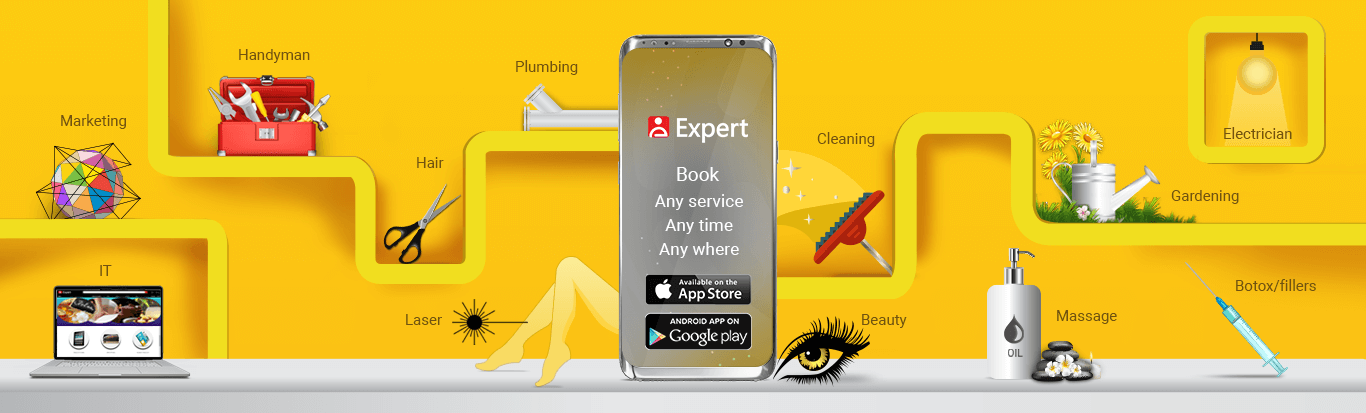 Handyman
Plumbing
Marketing
Hair
IT
Laser
Expert
Book
Any service
Any time
Any where
Available on the
App Store
ANDROID APP ON
Google play
Cleaning
Electrician
Gardening
Beauty
OIL
Massage
Botox/fillers